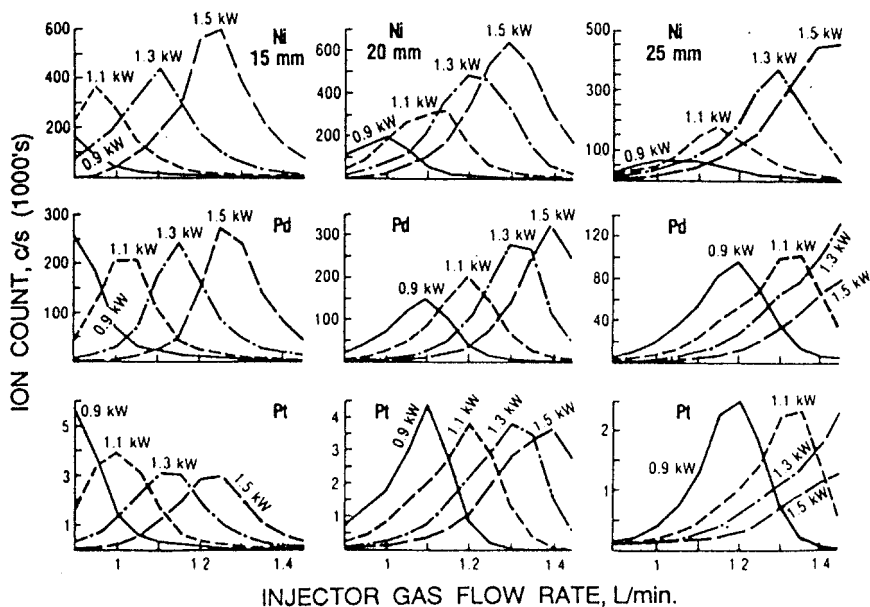 ION COUNT, c/s (1000's)
Ni
15 mm
600
400
200
0.9 kW
1.1 kW
1.3 kW
1.5 kW
Ni
20 mm
600
400
200
0.9 kW
1.1 kW
1.3 kW
1.5 kW
Ni
25 mm
500
300
100
0.9 kW
1.1 kW
1.3 kW
1.5 kW
Pd
300
200
100
0.9 kW
1.1 kW
1.3 kW
1.5 kW
Pd
300
200
100
0.9 kW
1.1 kW
1.3 kW
1.5 kW
Pd
120
80
40
0.9 kW
1.1 kW
1.3 kW
1.5 kW
Pt
5
3
1
0.9 kW
1.1 kW
1.3 kW
1.5 kW
1 1.2 1.4
Pt
4
3
2
1
0.9 kW
1.1 kW
1.3 kW
1.5 kW
1 1.2 1.4
Pt
2
1
0.9 kW
1.1 kW
1.3 kW
1.5 kW
1 1.2 1.4
INJECTOR GAS FLOW RATE, L/min.